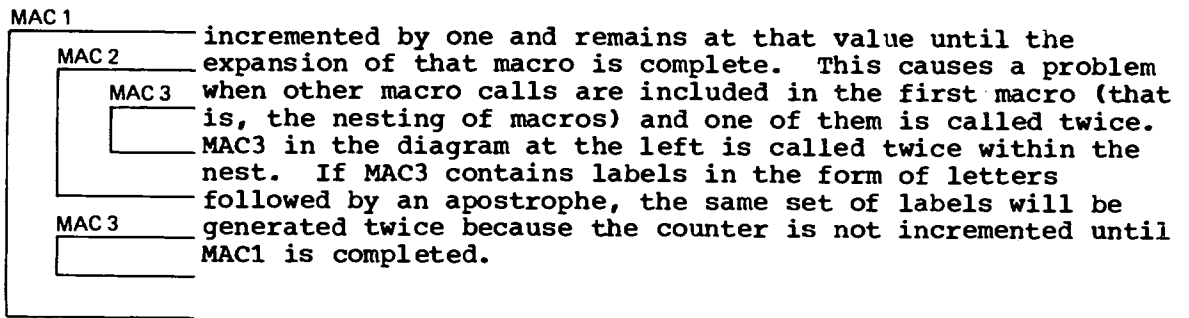 MAC 1
incremented by one and remains at that value until the
MAC 2
expansion of that macro is complete. This causes a problem
MAC 3
when other macro calls are included in the first macro (that
is, the nesting of macros) and one of them is called twice.
MAC3 in the diagram at the left is called twice within the
nest. If MAC3 contains labels in the form of letters
followed by an apostrophe, the same set of labels will be
MAC 3
generated twice because the counter is not incremented until
MAC1 is completed.